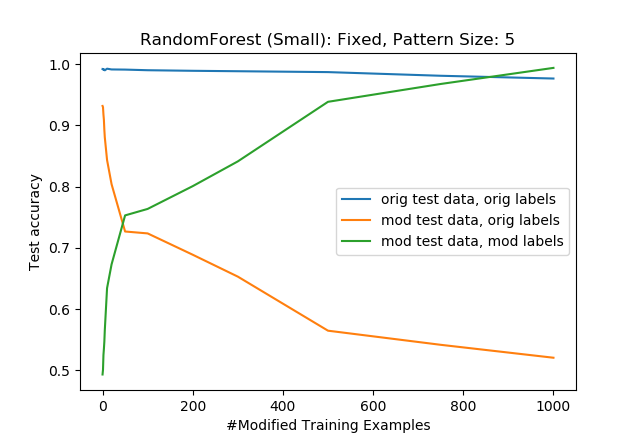 RandomForest (Small): Fixed, Pattern Size: 5
1.0
0.9
0.8
0.7
0.6
0.5
Test accuracy
orig test data, orig labels
mod test data, orig labels
mod test data, mod labels
0 200 400 600 800 1000
#Modified Training Examples